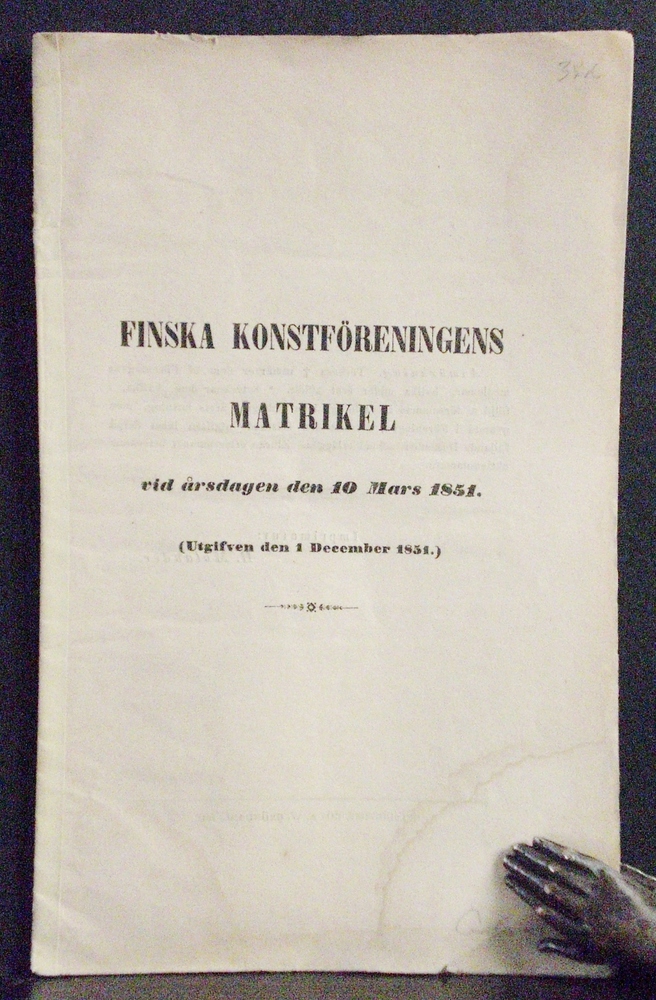 FINSKA KONSTFÖRENINGENS
MATRIKEL
vid årsdagen den 10 Mars 1851.
(Utgifven den 1 December 1851.)